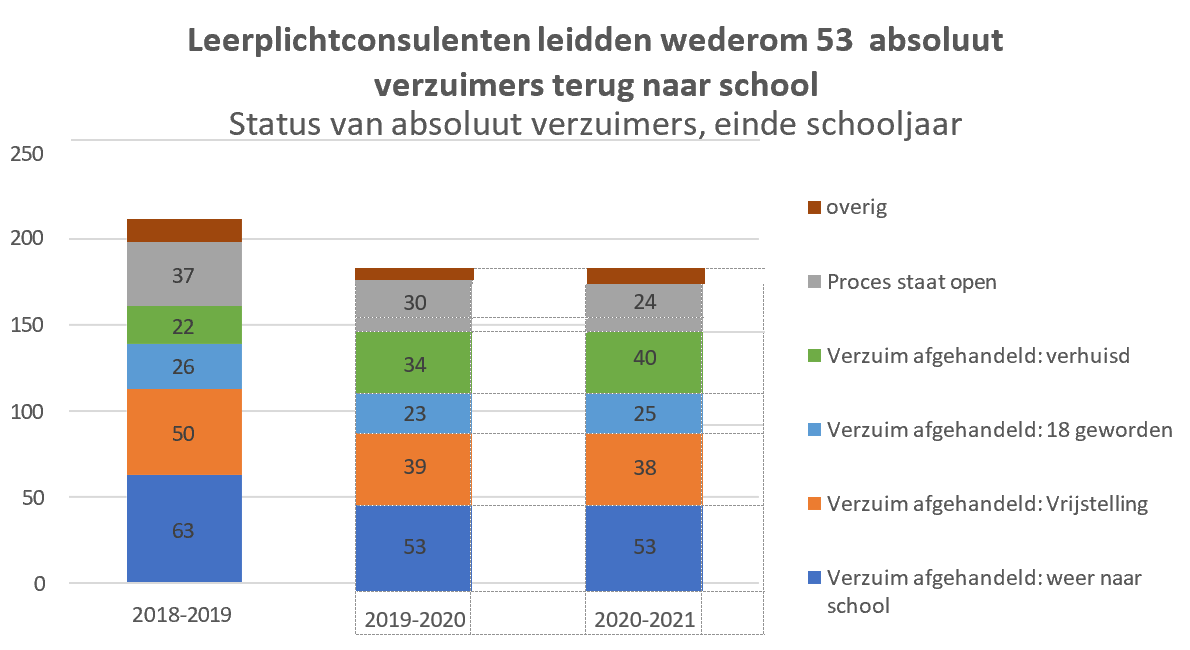 Leerplichtconsulenten leidden wederom 53 absoluut
verzuimers terug naar school
Status van absoluut verzuimers, einde schooljaar
250
200
150
100
50
0
37
22
26
50
63
30
34
23
39
53
24
40
25
38
53
2018-2019
2019-2020
2020-2021
overig
Proces staat open
Verzuim afgehandeld: verhuisd
Verzuim afgehandeld: 18 geworden
Verzuim afgehandeld: Vrijstelling
Verzuim afgehandeld: weer naar
school